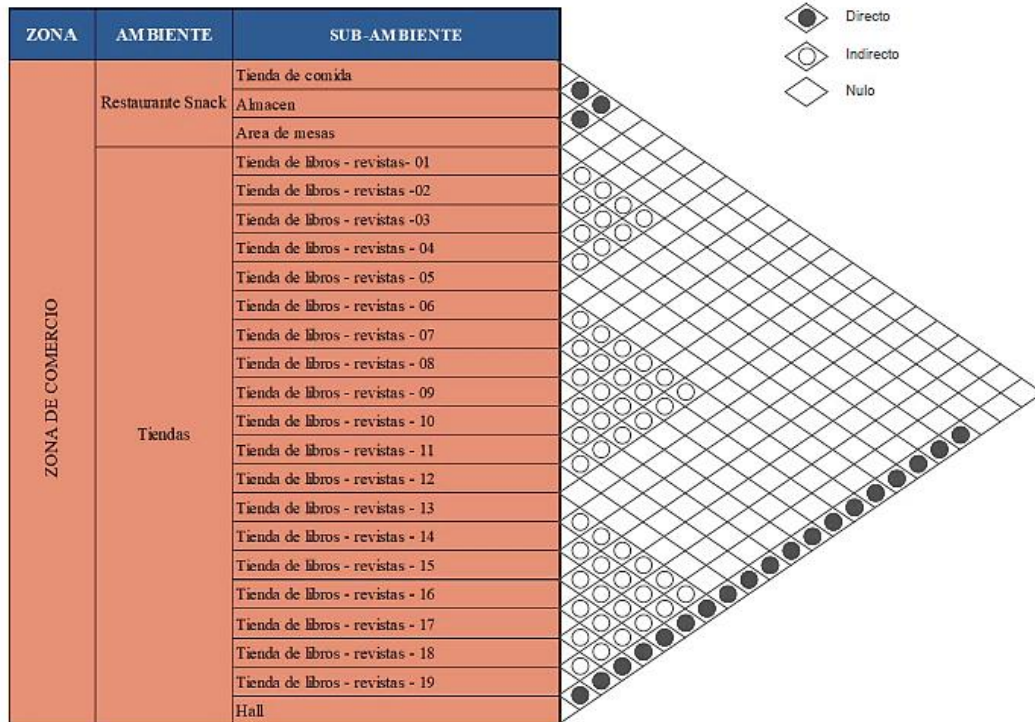 ZONA AMBIENTE SUB-AMBIENTE
Directo
Indirecto
Nulo
ZONA DE COMERCIO
Restaurante Snack
Tienda de comida
Almacen
Area de mesas
Tiendas
Tienda de libros - revistas- 01
Tienda de libros - revistas -02
Tienda de libros - revistas -03
Tienda de libros - revistas - 04
Tienda de libros - revistas - 05
Tienda de libros - revistas - 06
Tienda de libros - revistas - 07
Tienda de libros - revistas - 08
Tienda de libros - revistas - 09
Tienda de libros - revistas - 10
Tienda de libros - revistas - 11
Tienda de libros - revistas - 12
Tienda de libros - revistas - 13
Tienda de libros - revistas - 14
Tienda de libros - revistas - 15
Tienda de libros - revistas - 16
Tienda de libros - revistas - 17
Tienda de libros - revistas - 18
Tienda de libros - revistas - 19
Hall